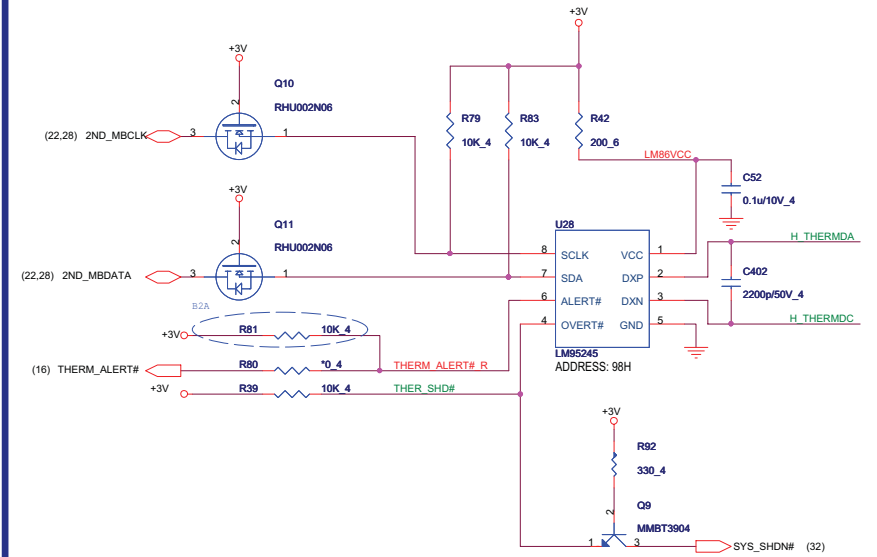 +3V
+3V
Q10
RHU002N06
2
(22,28) 2ND_MBCLK 3 1
R79
10K_4
R83
10K_4
R42
200_6
LM86VCC
C52
0.1u/10V_4
+3V
Q11
RHU002N06
2
(22,28) 2ND_MBDATA 3 1
U28
8 SCLK VCC 1
7 SDA DXP 2
6 ALERT# DXN 3
4 OVERT# GND 5
LM95245
ADDRESS: 98H
H_THERMDA
C402
2200p/50V_4
H_THERMDC
B2A
+3V R81 10K_4
(16) THERM_ALERT# R80 *0_4 THERM_ALERT#_R
+3V R39 10K_4 THER_SHD#
+3V
R92
330_4
Q9
2
MMBT3904
1 3 SYS_SHDN# (32)